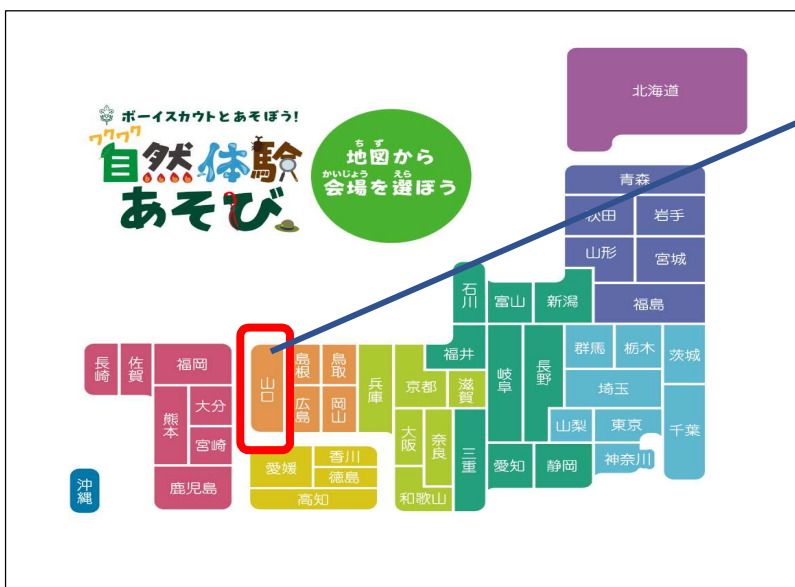 ボーイスカウトとあそぼう!
ワクワク
自然体験
あそび
ちず
地図から
かいじょう えら
会場を選ぼう
北海道
青森
秋田
岩手
山形
宮城
福島
石川
富山
新潟
福井
岐阜
長野
群馬
栃木
茨城
埼玉
山梨
東京
千葉
神奈川
長崎
佐賀
福岡
山口
島根
鳥取
兵庫
京都
滋賀
熊本
大分
宮崎
鹿児島
広島
岡山
大阪
奈良
三重
愛知
静岡
和歌山
愛媛
香川
徳島
高知
沖縄